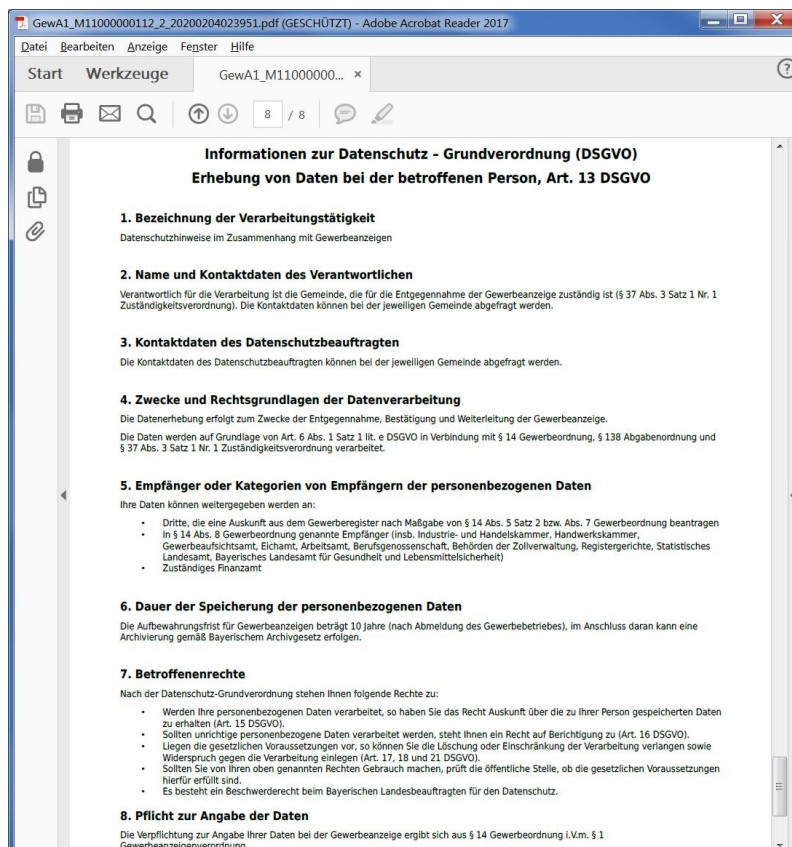 GewA1_M11000000112_2_20200204023951.pdf (GESCHÜTZT) - Adobe Acrobat Reader 2017
Datei Bearbeiten Anzeige Fenster Hilfe
Start Werkzeuge GewA1_M1100000... ×
8 / 8
Informationen zur Datenschutz – Grundverordnung (DSGVO)
Erhebung von Daten bei der betroffenen Person, Art. 13 DSGVO
1. Bezeichnung der Verarbeitungstätigkeit
Datenschutzhinweise im Zusammenhang mit Gewerbeanzeigen
2. Name und Kontaktdaten des Verantwortlichen
Verantwortlich für die Verarbeitung ist die Gemeinde, die für die Entgegennahme der Gewerbeanzeige zuständig ist (§ 37 Abs. 3 Satz 1 Nr. 1
Zuständigkeitsverordnung). Die Kontaktdaten können bei der jeweiligen Gemeinde abgefragt werden.
3. Kontaktdaten des Datenschutzbeauftragten
Die Kontaktdaten des Datenschutzbeauftragten können bei der jeweiligen Gemeinde abgefragt werden.
4. Zwecke und Rechtsgrundlagen der Datenverarbeitung
Die Datenerhebung erfolgt zum Zwecke der Entgegennahme, Bestätigung und Weiterleitung der Gewerbeanzeige.
Die Daten werden auf Grundlage von Art. 6 Abs. 1 Satz 1 lit. e DSGVO in Verbindung mit § 14 Gewerbeordnung, § 138 Abgabenordnung und
§ 37 Abs. 3 Satz 1 Nr. 1 Zuständigkeitsverordnung verarbeitet.
5. Empfänger oder Kategorien von Empfängern der personenbezogenen Daten
Ihre Daten können weitergegeben werden an:
• Dritte, die eine Auskunft aus dem Gewerberegister nach Maßgabe von § 14 Abs. 5 Satz 2 bzw. Abs. 7 Gewerbeordnung beantragen
• In § 14 Abs. 8 Gewerbeordnung genannte Empfänger (insb. Industrie- und Handelskammer, Handwerkskammer,
Gewerbeaufsichtsamt, Eichamt, Arbeitsamt, Berufsgenossenschaft, Behörden der Zollverwaltung, Registergerichte, Statistisches
Landesamt, Bayerisches Landesamt für Gesundheit und Lebensmittelsicherheit)
• Zuständiges Finanzamt
6. Dauer der Speicherung der personenbezogenen Daten
Die Aufbewahrungsfrist für Gewerbeanzeigen beträgt 10 Jahre (nach Abmeldung des Gewerbebetriebes), im Anschluss daran kann eine
Archivierung gemäß Bayerischem Archivgesetz erfolgen.
7. Betroffenenrechte
Nach der Datenschutz-Grundverordnung stehen Ihnen folgende Rechte zu:
• Werden Ihre personenbezogenen Daten verarbeitet, so haben Sie das Recht Auskunft über die zu Ihrer Person gespeicherten Daten
zu erhalten (Art. 15 DSGVO).
• Sollten unrichtige personenbezogene Daten verarbeitet werden, steht Ihnen ein Recht auf Berichtigung zu (Art. 16 DSGVO).
• Liegen die gesetzlichen Voraussetzungen vor, so können Sie die Löschung oder Einschränkung der Verarbeitung verlangen sowie
Widerspruch gegen die Verarbeitung einlegen (Art. 17, 18 und 21 DSGVO).
• Sollten Sie von Ihren oben genannten Rechten Gebrauch machen, prüft die öffentliche Stelle, ob die gesetzlichen Voraussetzungen
hierfür erfüllt sind.
• Es besteht ein Beschwerderecht beim Bayerischen Landesbeauftragten für den Datenschutz.
8. Pflicht zur Angabe der Daten
Die Verpflichtung zur Angabe Ihrer Daten bei der Gewerbeanzeige ergibt sich aus § 14 Gewerbeordnung i.V.m. § 1
Gewerbeanzeigenverordnung